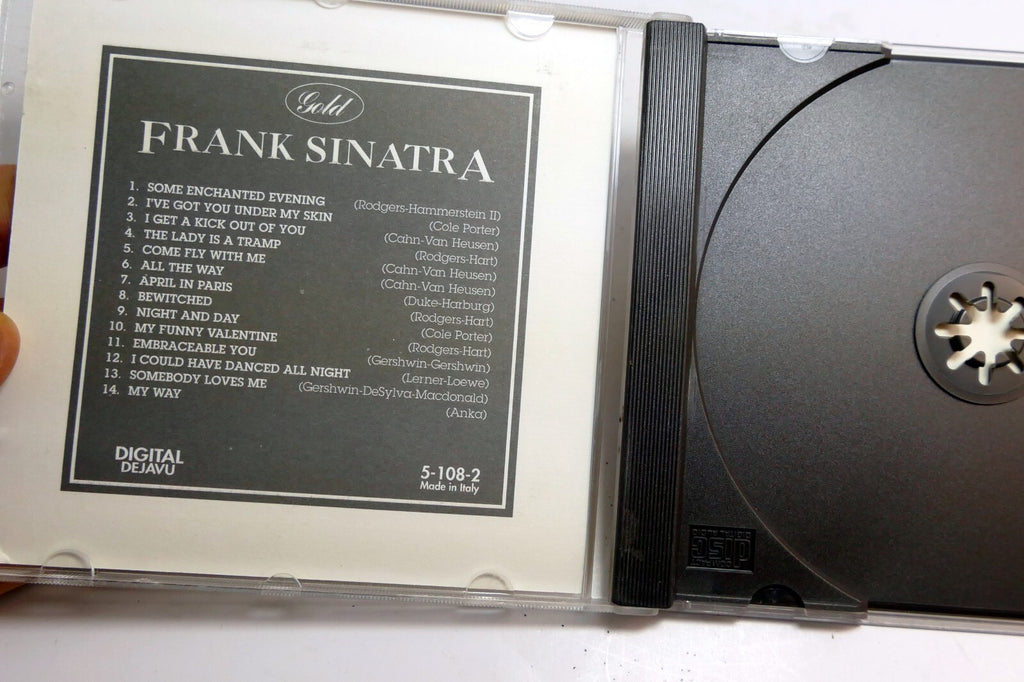 Gold
FRANK SINATRA
1. SOME ENCHANTED EVENING (Rodgers-Hammerstein II)
2. I'VE GOT YOU UNDER MY SKIN (Cole Porter)
3. I GET A KICK OUT OF YOU (Cahn-Van Heusen)
4. THE LADY IS A TRAMP (Rodgers-Hart)
5. COME FLY WITH ME (Cahn-Van Heusen)
6. ALL THE WAY (Cahn-Van Heusen)
7. APRIL IN PARIS (Duke-Harburg)
8. BEWITCHED (Rodgers-Hart)
9. NIGHT AND DAY (Cole Porter)
10. MY FUNNY VALENTINE (Rodgers-Hart)
11. EMBRACEABLE YOU (Gershwin-Gershwin)
12. I COULD HAVE DANCED ALL NIGHT (Lerner-Loewe)
13. SOMEBODY LOVES ME (Gershwin-DeSylva-Macdonald)
14. MY WAY (Anka)
DIGITAL
DEJAVU
5-108-2
Made in Italy